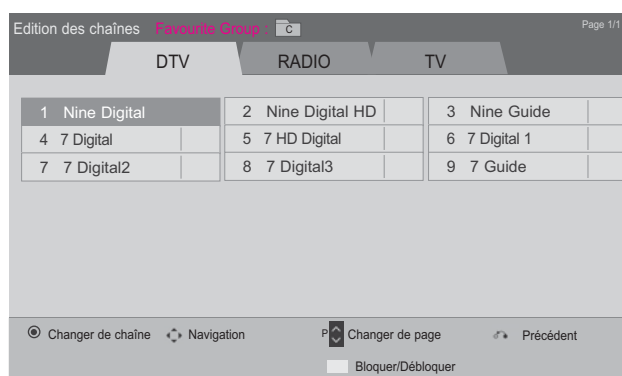 Edition des chaînes Favourite Group : C Page 1/1
DTV RADIO TV
1 Nine Digital 2 Nine Digital HD 3 Nine Guide
4 7 Digital 5 7 HD Digital 6 7 Digital 1
7 7 Digital2 8 7 Digital3 9 7 Guide
Changer de chaîne Navigation P Changer de page Précédent
Bloquer/Débloquer